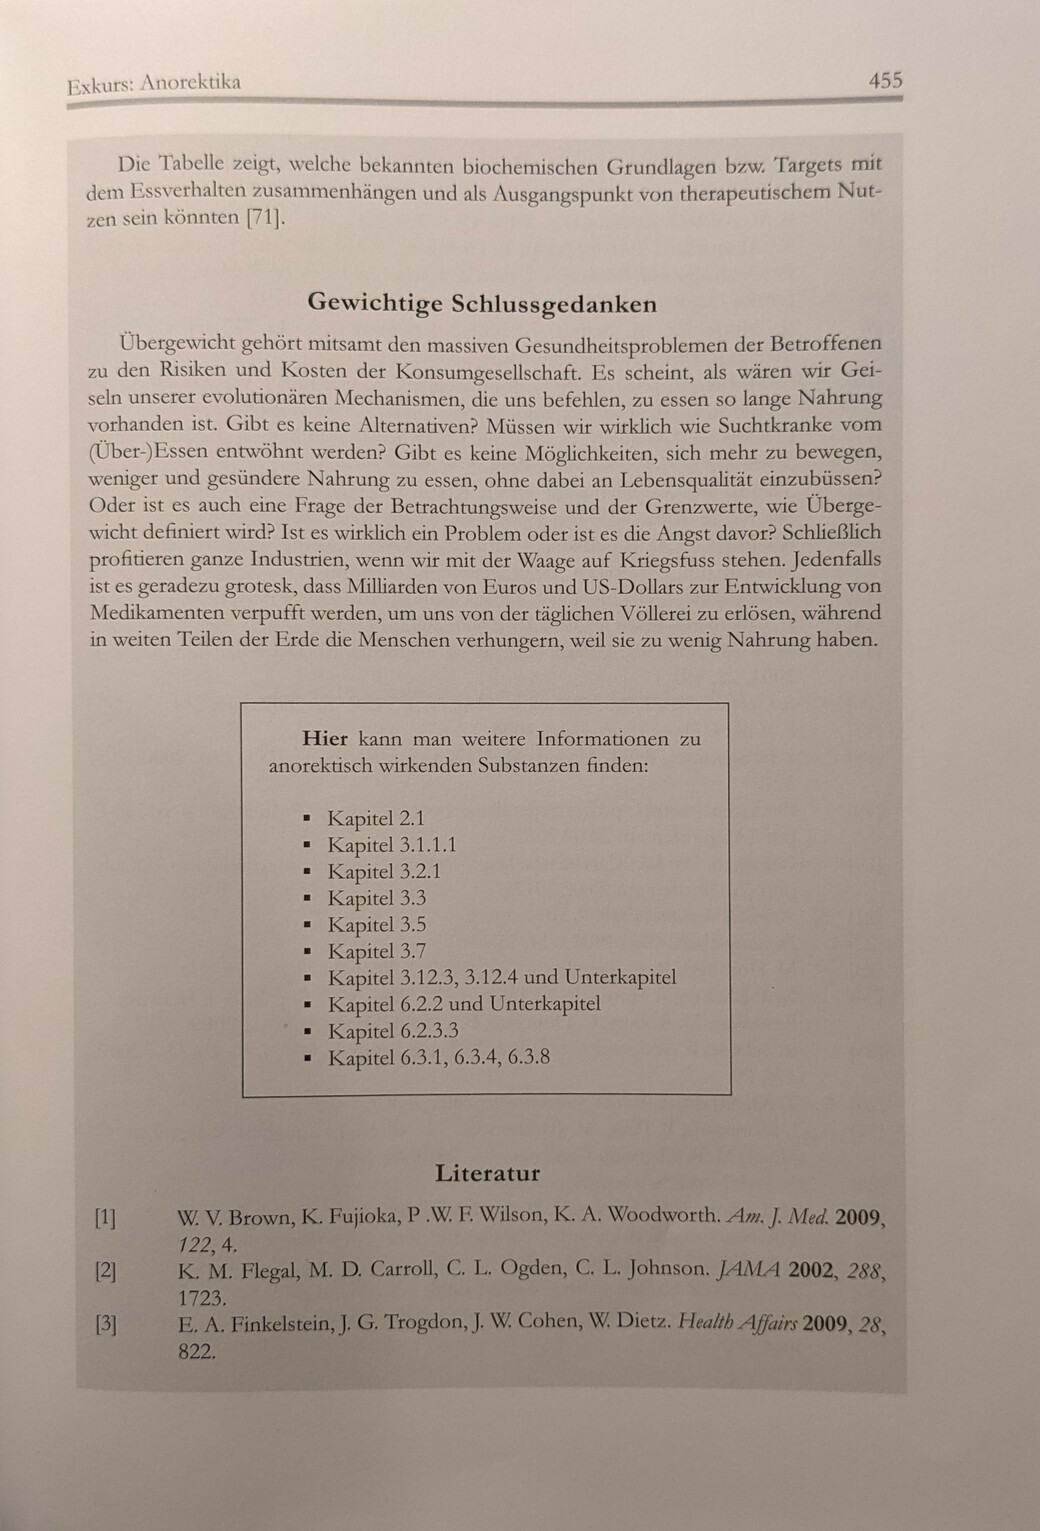 Exkurs: Anorektika 455
Die Tabelle zeigt, welche bekannten biochemischen Grundlagen bzw. Targets mit
dem Essverhalten zusammenhängen und als Ausgangspunkt von therapeutischem Nut-
zen sein könnten [71].
Gewichtige Schlussgedanken
Übergewicht gehört mitsamt den massiven Gesundheitsproblemen der Betroffenen
zu den Risiken und Kosten der Konsumgesellschaft. Es scheint, als wären wir Gei-
seln unserer evolutionären Mechanismen, die uns befehlen, zu essen so lange Nahrung
vorhanden ist. Gibt es keine Alternativen? Müssen wir wirklich wie Suchtkranke vom
(Über-)Essen entwöhnt werden? Gibt es keine Möglichkeiten, sich mehr zu bewegen,
weniger und gesündere Nahrung zu essen, ohne dabei an Lebensqualität einzubüssen?
Oder ist es auch eine Frage der Betrachtungsweise und der Grenzwerte, wie Überge-
wicht definiert wird? Ist es wirklich ein Problem oder ist es die Angst davor? Schließlich
profitieren ganze Industrien, wenn wir mit der Waage auf Kriegsfuss stehen. Jedenfalls
ist es geradezu grotesk, dass Milliarden von Euros und US-Dollars zur Entwicklung von
Medikamenten verpufft werden, um uns von der täglichen Völlerei zu erlösen, während
in weiten Teilen der Erde die Menschen verhungern, weil sie zu wenig Nahrung haben.
Hier kann man weitere Informationen zu
anorektisch wirkenden Substanzen finden:
▪ Kapitel 2.1
▪ Kapitel 3.1.1.1
▪ Kapitel 3.2.1
▪ Kapitel 3.3
▪ Kapitel 3.5
▪ Kapitel 3.7
▪ Kapitel 3.12.3, 3.12.4 und Unterkapitel
▪ Kapitel 6.2.2 und Unterkapitel
▪ Kapitel 6.2.3.3
▪ Kapitel 6.3.1, 6.3.4, 6.3.8
Literatur
[1] W. V. Brown, K. Fujioka, P .W. F. Wilson, K. A. Woodworth. Am. J. Med. 2009,
122, 4.
[2] K. M. Flegal, M. D. Carroll, C. L. Ogden, C. L. Johnson. JAMA 2002, 288,
1723.
[3] E. A. Finkelstein, J. G. Trogdon, J. W. Cohen, W. Dietz. Health Affairs 2009, 28,
822.